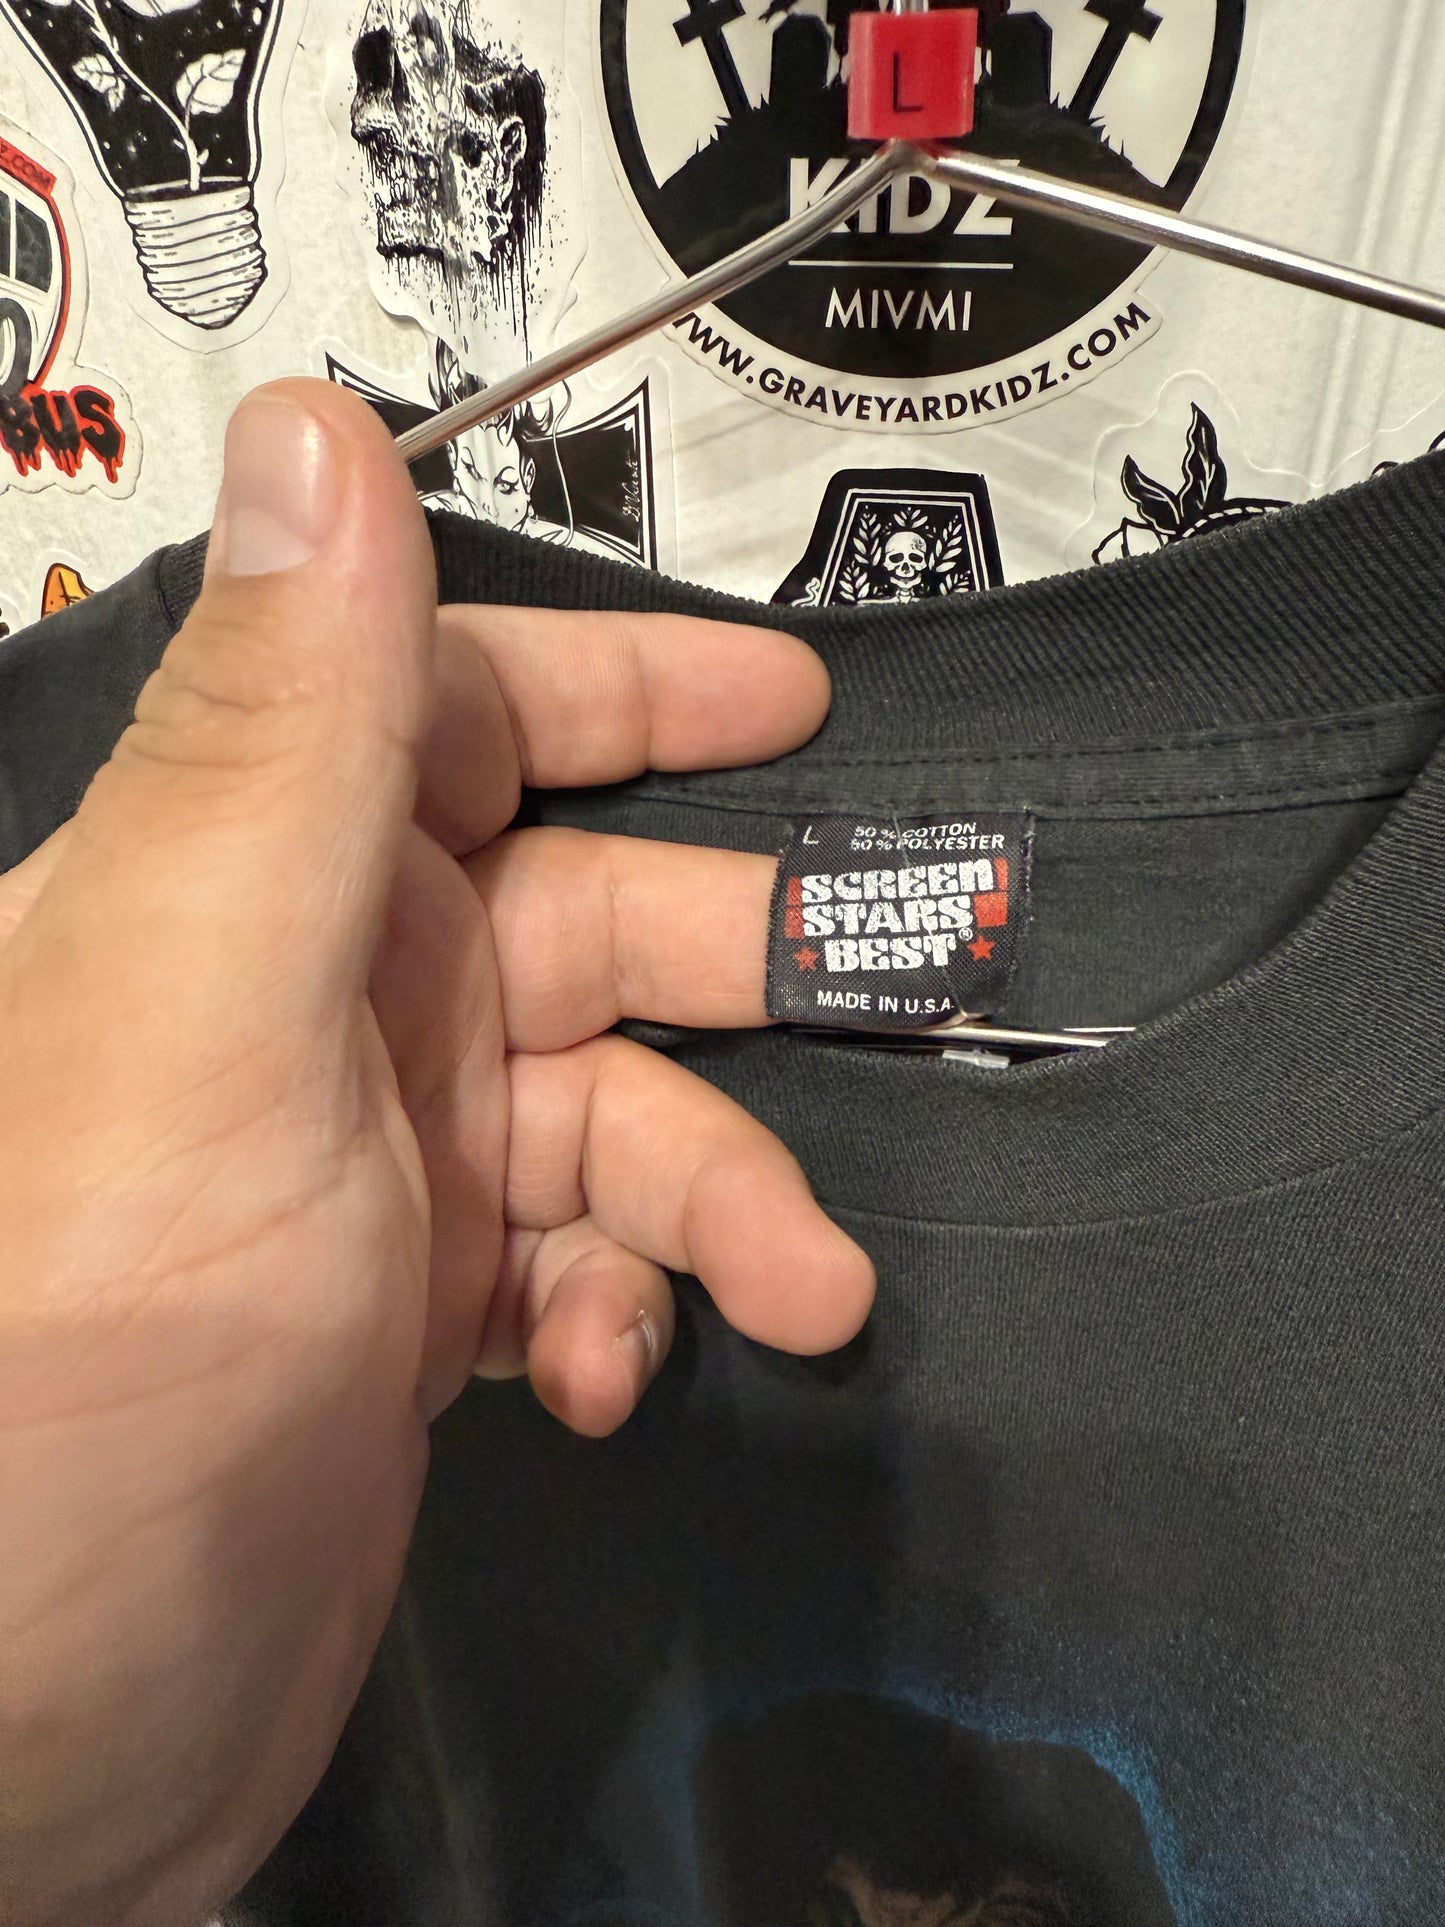 L
KIDZ
MIVMI
WWW.GRAVEYARDKIDZ.COM
BUS
L
50% COTTON
50% POLYESTER
SCREEN
STARS
BEST®
MADE IN U.S.A.